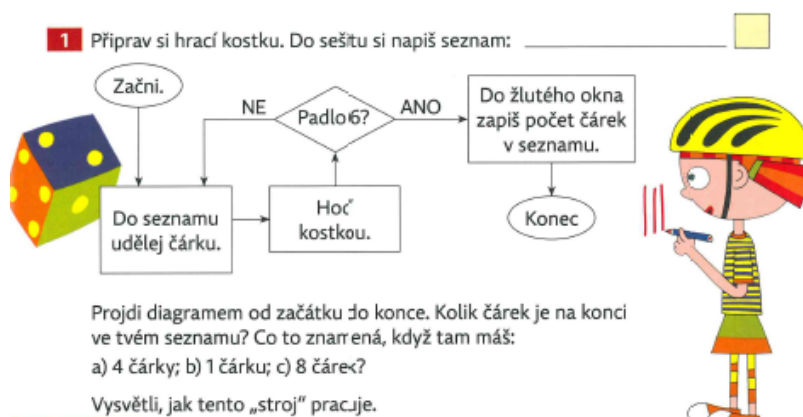 1 Připrav si hrací kostku. Do sešitu si napiš seznam:
Začni.
NE
Padlo 6?
ANO
Do žlutého okna
zapiš počet čárek
v seznamu.
Do seznamu
udělej čárku.
Hoď
kostkou.
Konec
Projdi diagramem od začátku do konce. Kolik čárek je na konci
ve tvém seznamu? Co to znamená, když tam máš:
a) 4 čárky; b) 1 čárku; c) 8 čárek?
Vysvětli, jak tento „stroj" pracuje.